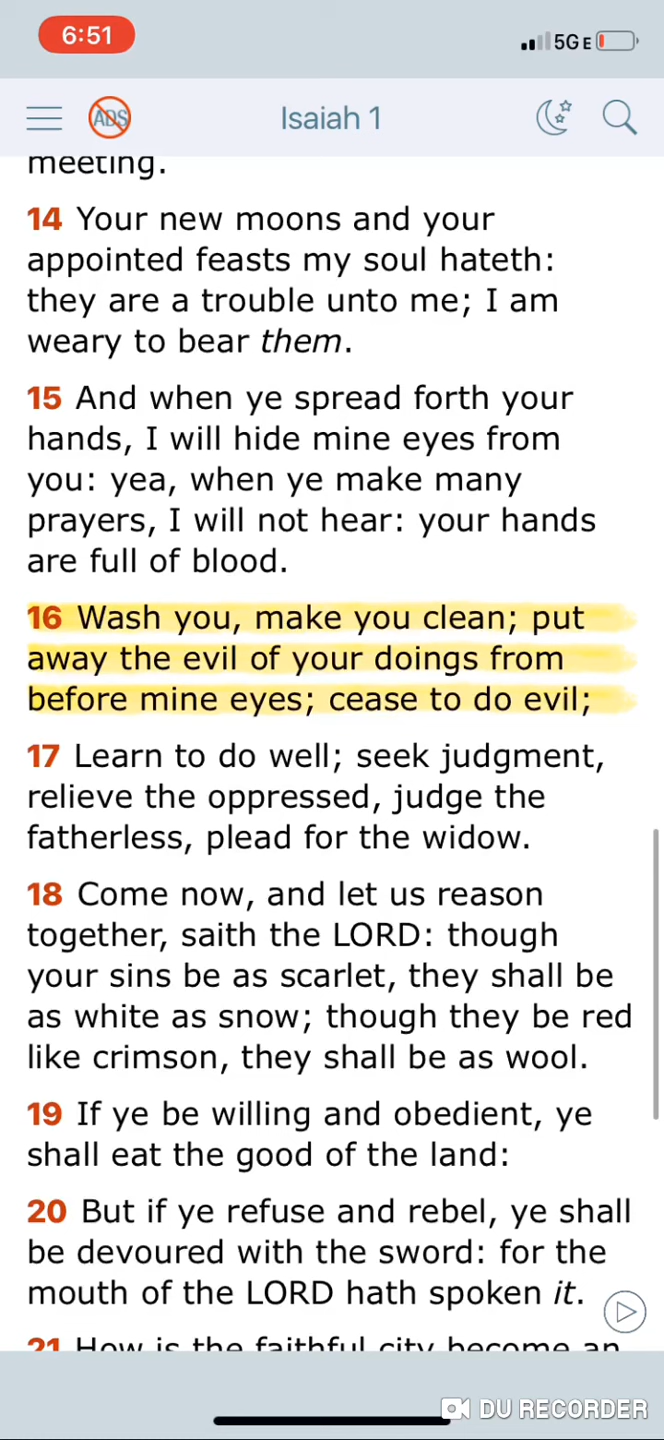 6:51
5G E
ADS
Isaiah 1
meeting.
14 Your new moons and your
appointed feasts my soul hateth:
they are a trouble unto me; I am
weary to bear them.
15 And when ye spread forth your
hands, I will hide mine eyes from
you: yea, when ye make many
prayers, I will not hear: your hands
are full of blood.
16 Wash you, make you clean; put
away the evil of your doings from
before mine eyes; cease to do evil;
17 Learn to do well; seek judgment,
relieve the oppressed, judge the
fatherless, plead for the widow.
18 Come now, and let us reason
together, saith the LORD: though
your sins be as scarlet, they shall be
as white as snow; though they be red
like crimson, they shall be as wool.
19 If ye be willing and obedient, ye
shall eat the good of the land:
20 But if ye refuse and rebel, ye shall
be devoured with the sword: for the
mouth of the LORD hath spoken it.
21 How is the faithful city become an
DU RECORDER